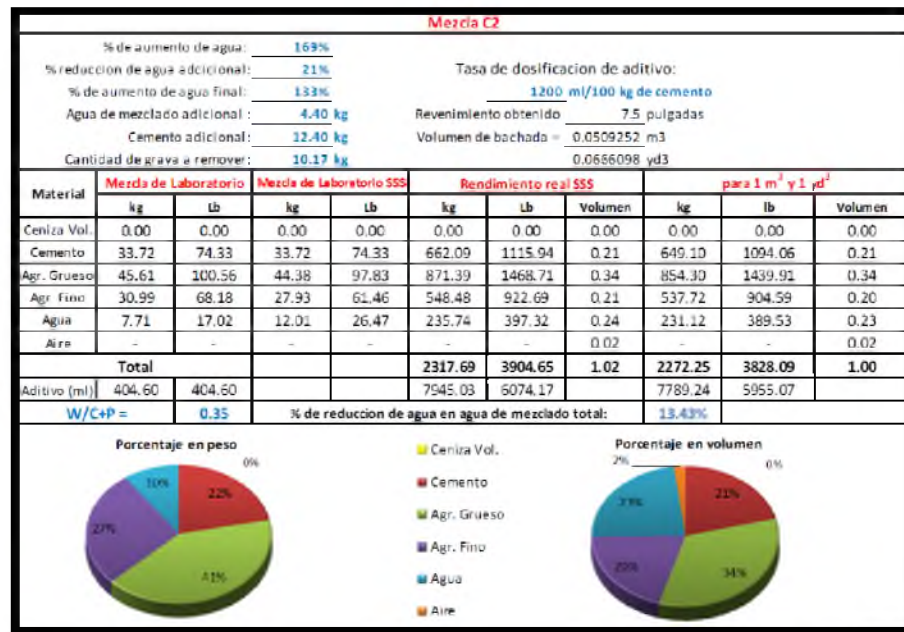 Mezcla C2
% de aumento de agua: 169%
% reduccion de agua adcicional: 21% Tasa de dosificacion de aditivo:
% de aumento de agua final: 133% 1200 ml/100 kg de cemento
Agua de mezclado adicional : 4.40 kg Revenimiento obtenido 7.5 pulgadas
Cemento adicional: 12.40 kg Volumen de bachada = 0.0509252 m3
Cantidad de grava a remover: 10.17 kg 0.0666098 yd3
Material Mezcla de Laboratorio Mezcla de Laboratorio SSS Rendimiento real SSS para 1 m³ y 1 yd³
kg Lb kg Lb kg Lb Volumen kg lb Volumen
Ceniza Vol. 0.00 0.00 0.00 0.00 0.00 0.00 0.00 0.00 0.00 0.00
Cemento 33.72 74.33 33.72 74.33 662.09 1115.94 0.21 649.10 1094.06 0.21
Agr. Grueso 45.61 100.56 44.38 97.83 871.39 1468.71 0.34 854.30 1439.91 0.34
Agr. Fino 30.99 68.18 27.93 61.46 548.48 922.69 0.21 537.72 904.59 0.20
Agua 7.71 17.02 12.01 26.47 235.74 397.32 0.24 231.12 389.53 0.23
Aire - - - - - - 0.02 - - 0.02
Total 2317.69 3904.65 1.02 2272.25 3828.09 1.00
Aditivo (ml) 404.60 404.60 7945.03 6074.17 7789.24 5955.07
W/C+P = 0.35 % de reduccion de agua en agua de mezclado total: 13.43%
Porcentaje en peso
0%
22%
41%
27%
10%
Ceniza Vol.
Cemento
Agr. Grueso
Agr. Fino
Agua
Aire
Porcentaje en volumen
2%
0%
21%
34%
20%
23%